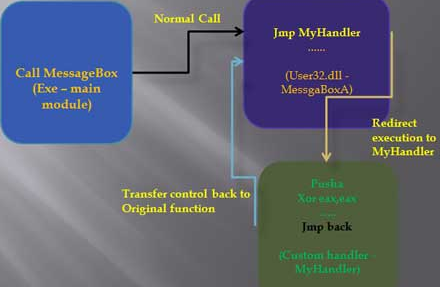 Normal Call
Call MessageBox
(Exe – main
module)
Jmp MyHandler
......
(User32.dll -
MessgaBoxA)
Redirect
execution to
MyHandler
Transfer control back to
Original function
Pusha
Xor eax,eax
.....
Jmp back
(Custom handler -
MyHandler)